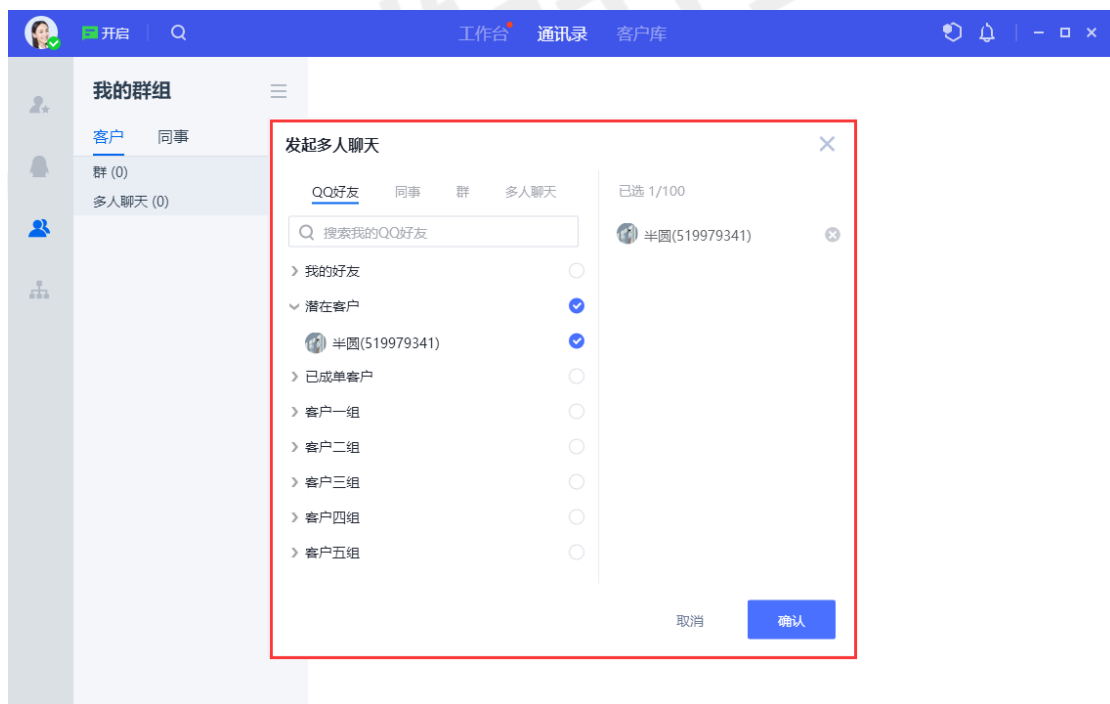 开启
工作台 通讯录 客户库
我的群组
客户 同事
群 (0)
多人聊天 (0)
发起多人聊天
QQ好友 同事 群 多人聊天
搜索我的QQ好友
我的好友
潜在客户
半圆(519979341)
已成单客户
客户一组
客户二组
客户三组
客户四组
客户五组
已选 1/100
半圆(519979341)
取消 确认